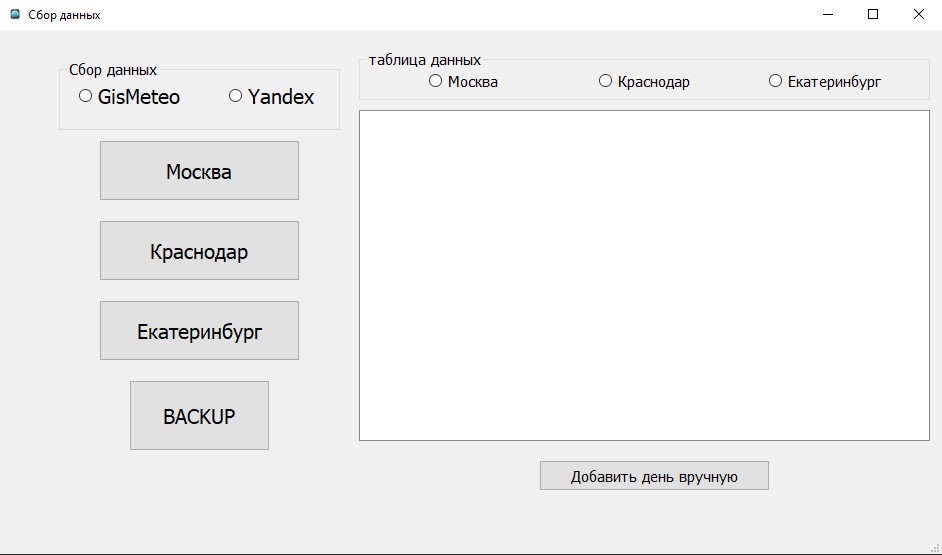 Сбор данных
Сбор данных
GisMeteo Yandex
Москва
Краснодар
Екатеринбург
BACKUP
таблица данных
Москва Краснодар Екатеринбург
Добавить день вручную